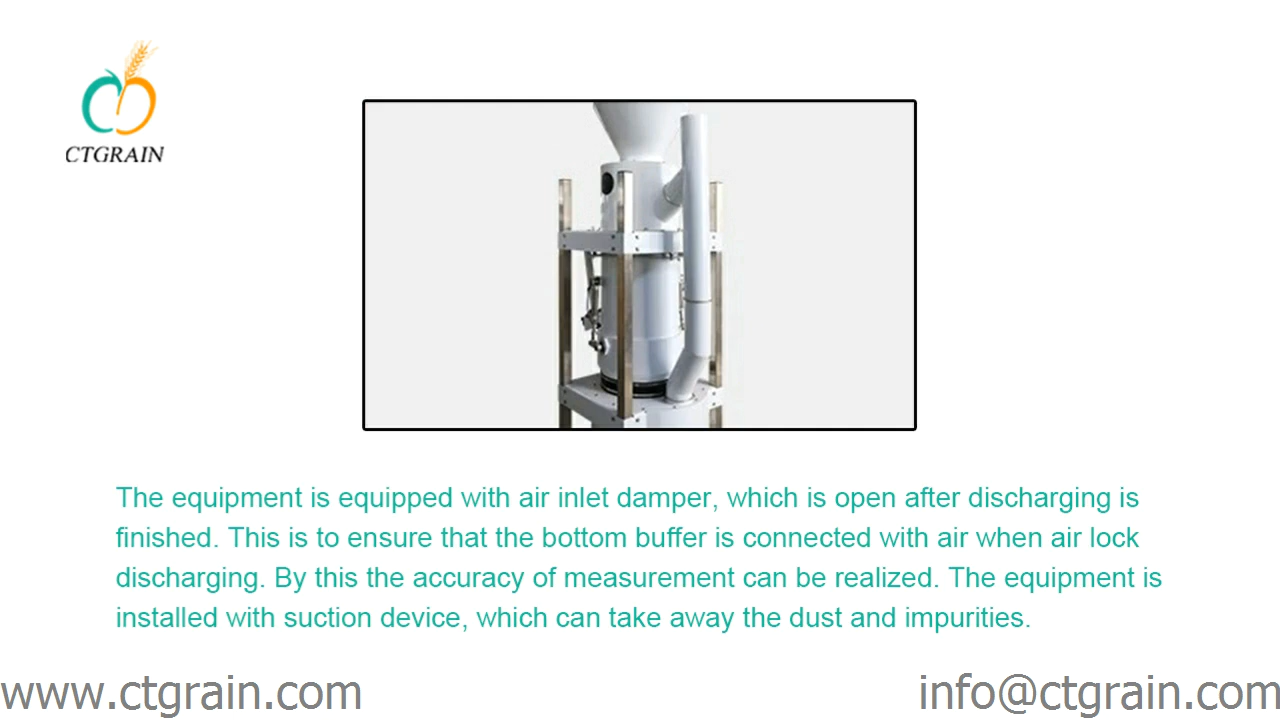 CTGRAIN
The equipment is equipped with air inlet damper, which is open after discharging is
finished. This is to ensure that the bottom buffer is connected with air when air lock
discharging. By this the accuracy of measurement can be realized. The equipment is
installed with suction device, which can take away the dust and impurities.
www.ctgrain.com
info@ctgrain.com